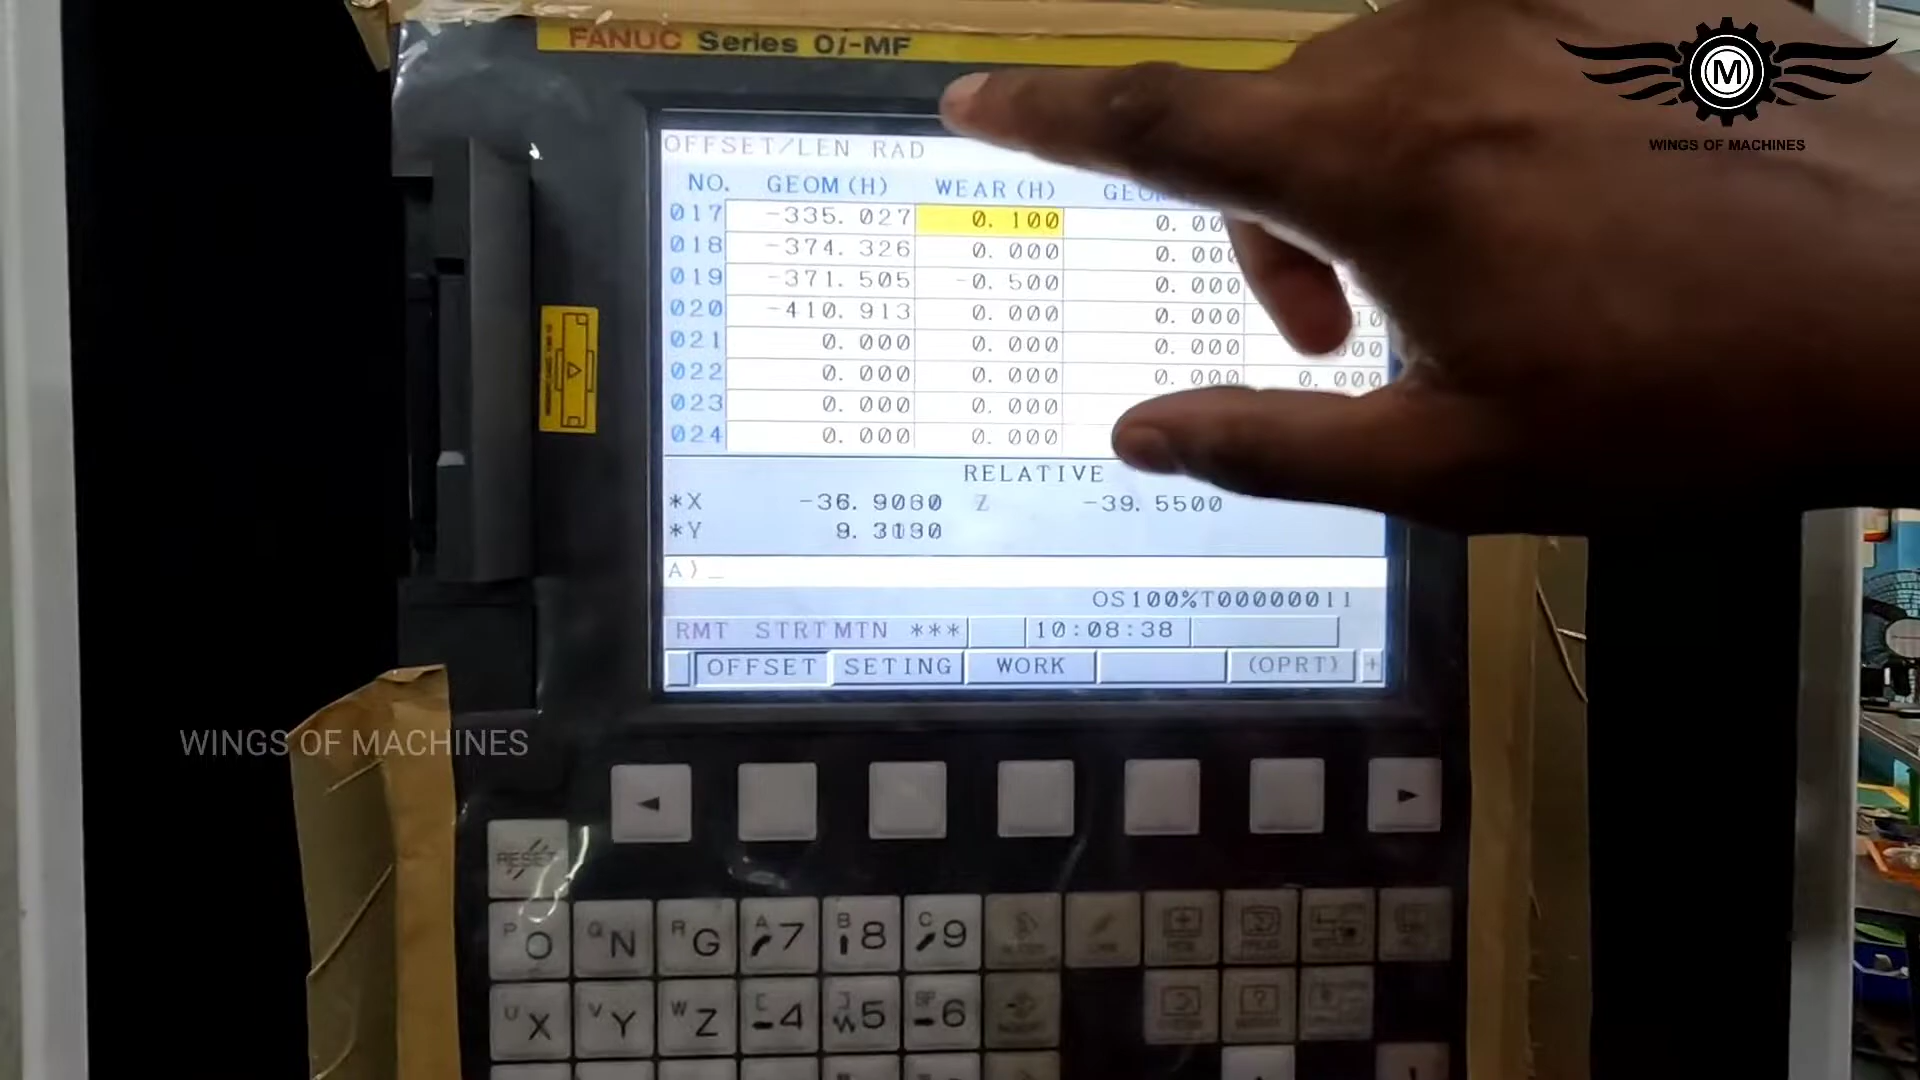 FANUC Series 0i-MF
M
WINGS OF MACHINES
OFFSET/LEN RAD
NO. GEOM(H) WEAR(H)
017 -335.027 0.100 0.00
018 -374.326 0.000 0.000
019 -371.505 -0.500 0.000
020 -410.913 0.000 0.000
021 0.000 0.000 0.000
022 0.000 0.000 0.000 0.000
023 0.000 0.000
024 0.000 0.000
RELATIVE
*X -36.9080 Z -39.5500
*Y
A)_
OS100%T00000011
RMT STRTMTN *** 10:08:38
OFFSET SETING WORK (OPRT) +
WINGS OF MACHINES
RESET
P O Q N R G A 7 B 8 C 9
U X V Y W Z 4 J W 5 SP 6